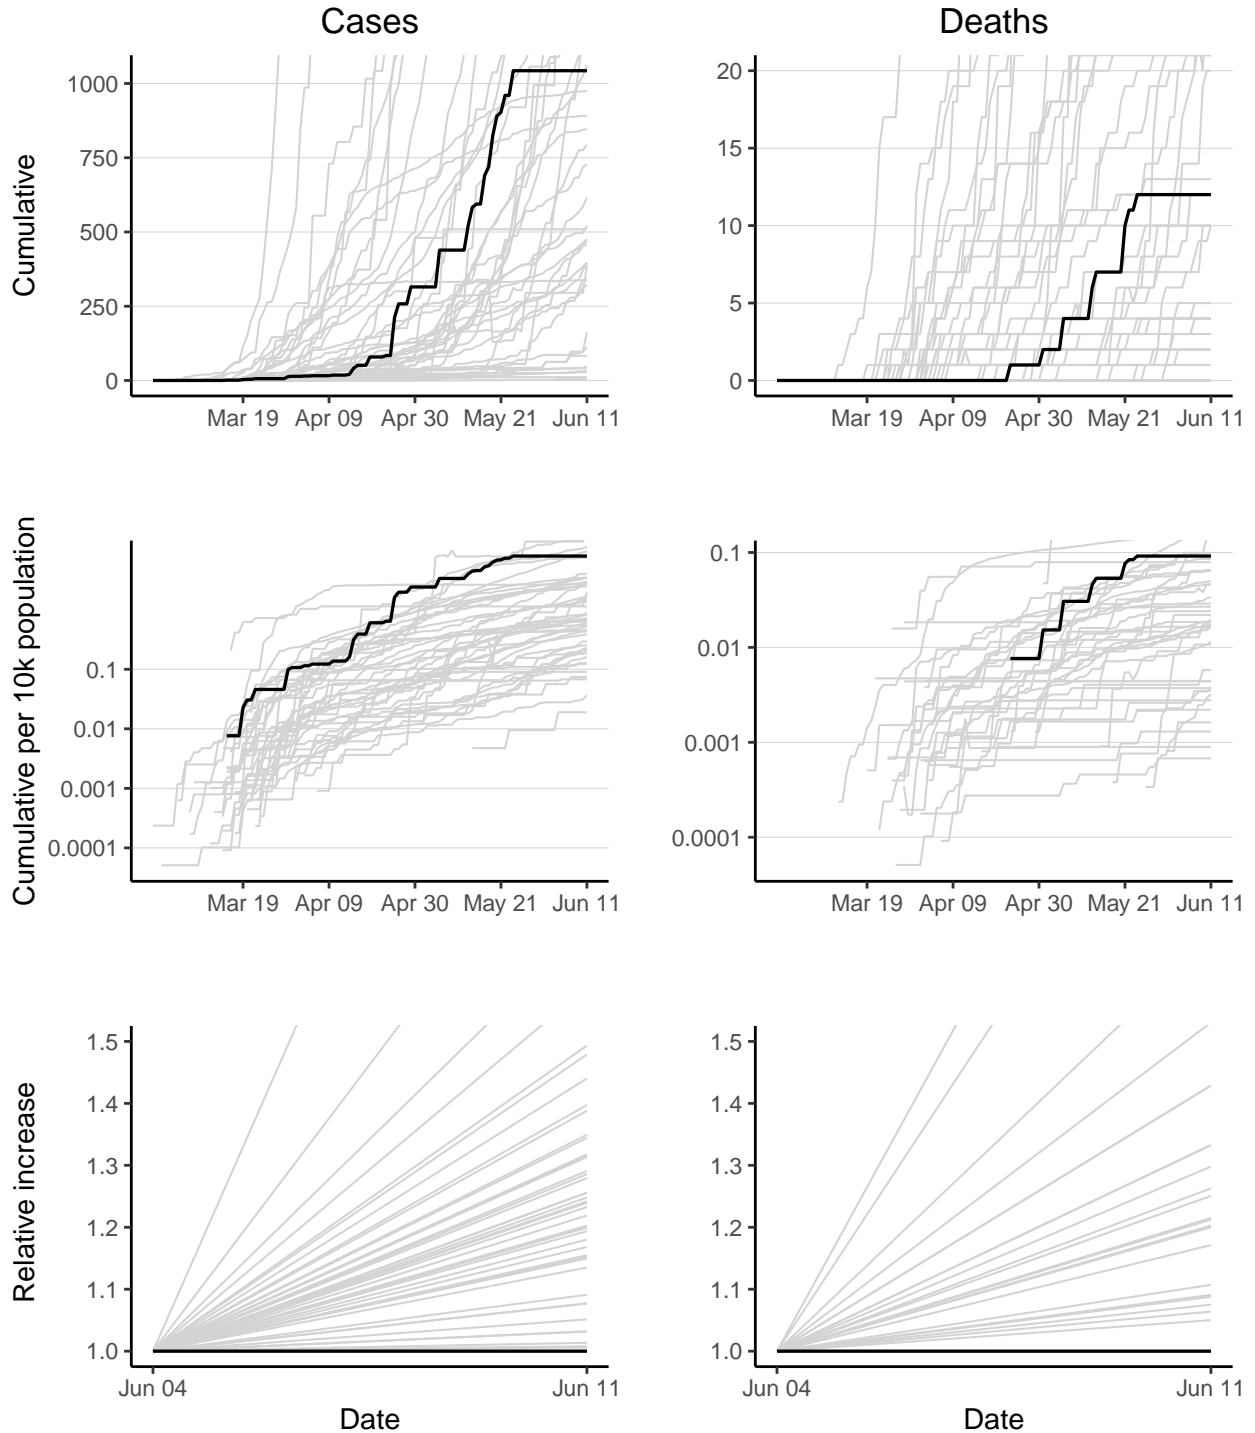 Cases
Deaths
Cumulative
1000
750
500
250
0
Mar 19 Apr 09 Apr 30 May 21 Jun 11
20
15
10
5
0
Mar 19 Apr 09 Apr 30 May 21 Jun 11
Cumulative per 10k population
0.1
0.01
0.001
0.0001
Mar 19 Apr 09 Apr 30 May 21 Jun 11
0.1
0.01
0.001
0.0001
Mar 19 Apr 09 Apr 30 May 21 Jun 11
Relative increase
1.5
1.4
1.3
1.2
1.1
1.0
Jun 04 Jun 11
Date
1.5
1.4
1.3
1.2
1.1
1.0
Jun 04 Jun 11
Date